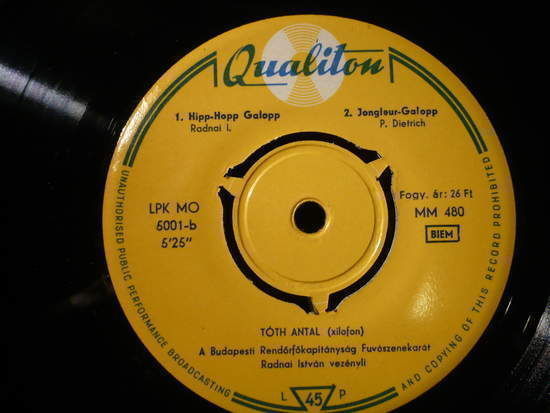 Qualiton
1. Hipp-Hopp Galopp
Radnai I.
2. Jongleur-Galopp
P. Dietrich
LPK MO
5001-b
5'25"
Fogy. ár: 26 Ft
MM 480
BIEM
TÓTH ANTAL (xilofon)
A Budapesti Rendőrfőkapitányság Fuvószenekarát
Radnai István vezényli
L 45 P
UNAUTHORISED PUBLIC PERFORMANCE BROADCASTING
AND COPYING OF THIS RECORD PROHIBITED